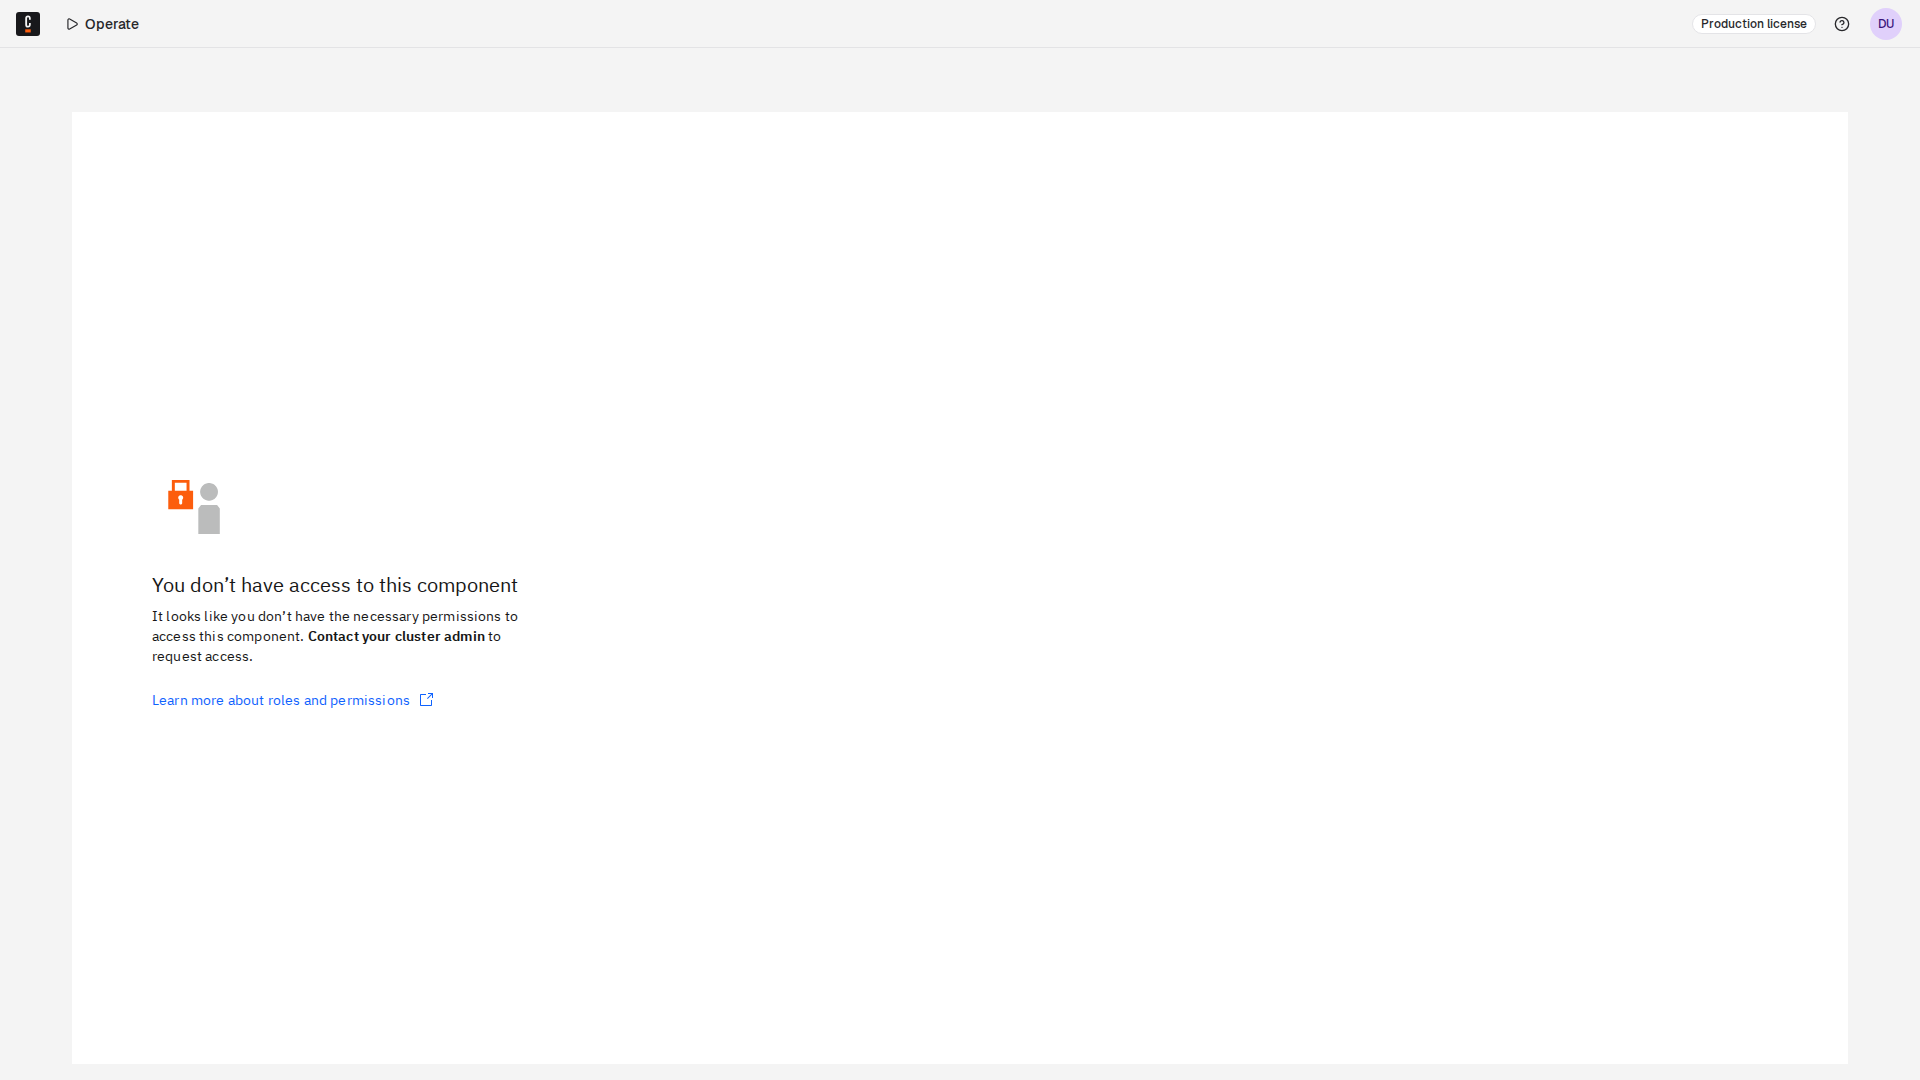 Operate
Production license
DU
You don’t have access to this component
It looks like you don’t have the necessary permissions to
access this component. Contact your cluster admin to
request access.
Learn more about roles and permissions